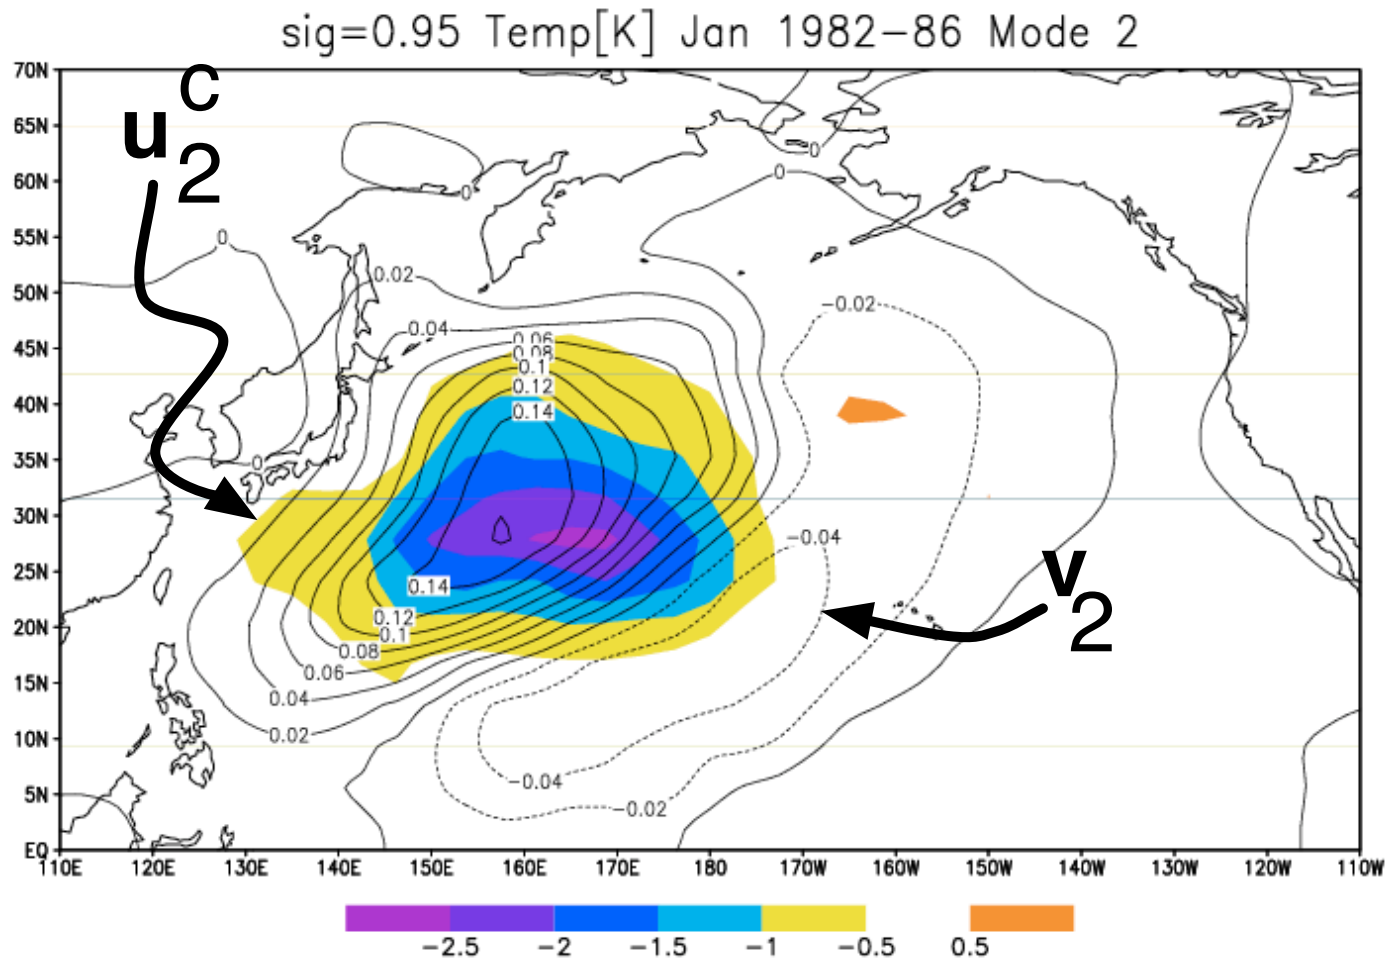 sig=0.95 Temp[K] Jan 1982-86 Mode 2
70N
65N
60N
55N
50N
45N
40N
35N
30N
25N
20N
15N
10N
5N
EQ
u₂ᶜ
v₂
0
0
0
0
0
0.02
0.04
0.06
0.08
0.1
0.12
0.14
-0.02
-0.04
0.14
0.12
0.1
0.08
0.06
0.04
0.02
-0.04
-0.02
110E 120E 130E 140E 150E 160E 170E 180 170W 160W 150W 140W 130W 120W 110W
-2.5 -2 -1.5 -1 -0.5 0.5